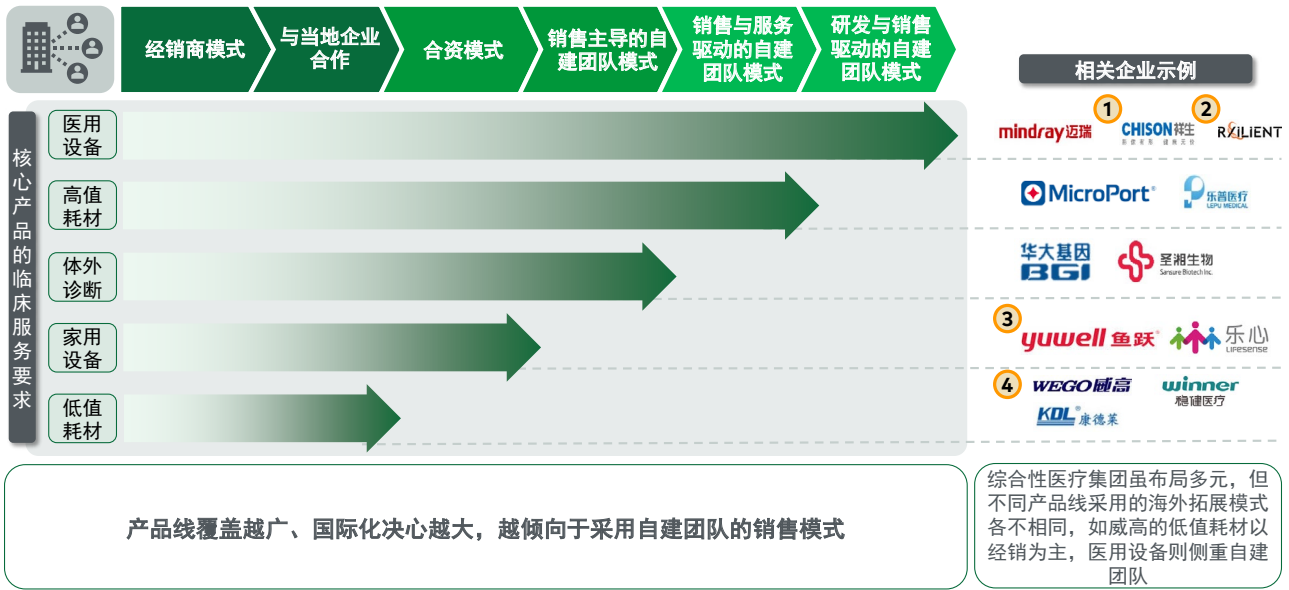 经销商模式
与当地企业
合作
合资模式
销售主导的自
建团队模式
销售与服务
驱动的自建
团队模式
研发与销售
驱动的自建
团队模式
相关企业示例
核心产品的临床服务要求
医用
设备
mindray迈瑞
1
CHISON祥生
2
RXiLiENT
高值
耗材
MicroPort
乐普医疗
LEPU MEDICAL
体外
诊断
华大基因
BGI
圣湘生物
Sansure Biotech Inc.
家用
设备
3
yuwell鱼跃
乐心
LIFESENSE
低值
耗材
4
WEGO威高
winner
稳健医疗
KDL康德莱
产品线覆盖越广、国际化决心越大，越倾向于采用自建团队的销售模式
综合性医疗集团虽布局多元，但
不同产品线采用的海外拓展模式
各不相同，如威高的低值耗材以
经销为主，医用设备则侧重自建
团队